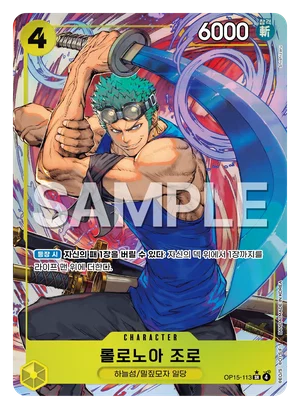 4
6000
斬
SAMPLE
등장 시 자신의 패 1장을 버릴 수 있다: 자신의 덱 위에서 1장까지를
라이프 맨 위에 더한다.
CHARACTER
롤로노아 조로
하늘섬/밀짚모자 일당
OP15-113 SR
4